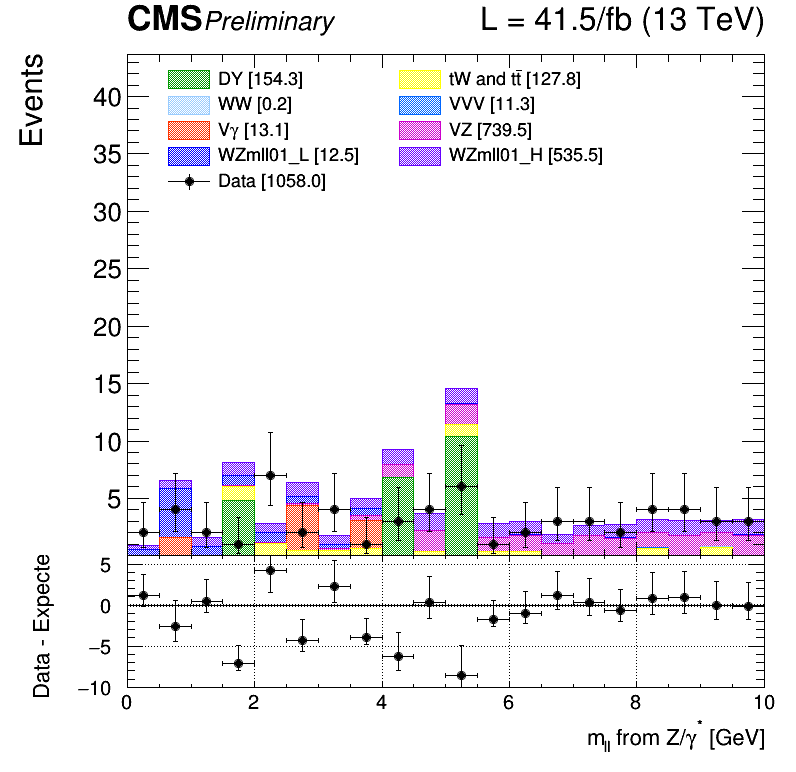 CMS Preliminary L = 41.5/fb (13 TeV)
Events
DY [154.3] tW and tt̄ [127.8]
WW [0.2] VVV [11.3]
Vγ [13.1] VZ [739.5]
WZmll01_L [12.5] WZmll01_H [535.5]
Data [1058.0]
40
35
30
25
20
15
10
5
Data - Expecte
5
0
−5
−10
0 2 4 6 8 10
m_ll from Z/γ* [GeV]